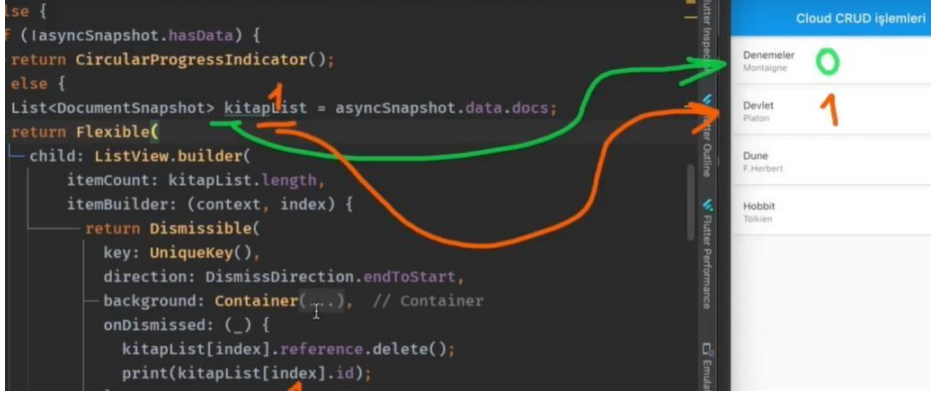 lse {
(!asyncSnapshot.hasData) {
return CircularProgressIndicator();
else {
List<DocumentSnapshot> kitapList = asyncSnapshot.data.docs;
return Flexible(
child: ListView.builder(
itemCount: kitapList.length,
itemBuilder: (context, index) {
return Dismissible(
key: UniqueKey(),
direction: DismissDirection.endToStart,
background: Container(...), // Container
onDismissed: (_) {
kitapList[index].reference.delete();
print(kitapList[index].id);
1
utter Outline
Flutter Performance
Cloud CRUD işlemleri
Denemeler
Montaigne
0
Devlet
Platon
1
Dune
F.Herbert
Hobbit
Tolkien